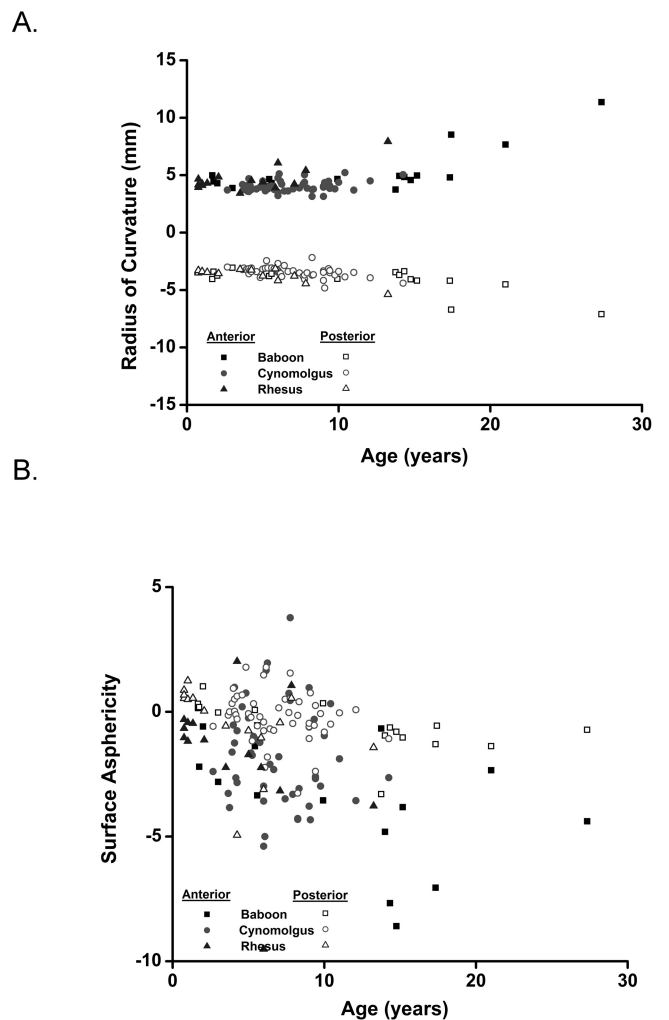 A.
15
10
5
0
-5
-10
-15
Radius of Curvature (mm)
Anterior Posterior
Baboon
Cynomolgus
Rhesus
0 10 20 30
Age (years)
B.
5
0
-5
-10
Surface Asphericity
Anterior Posterior
Baboon
Cynomolgus
Rhesus
0 10 20 30
Age (years)